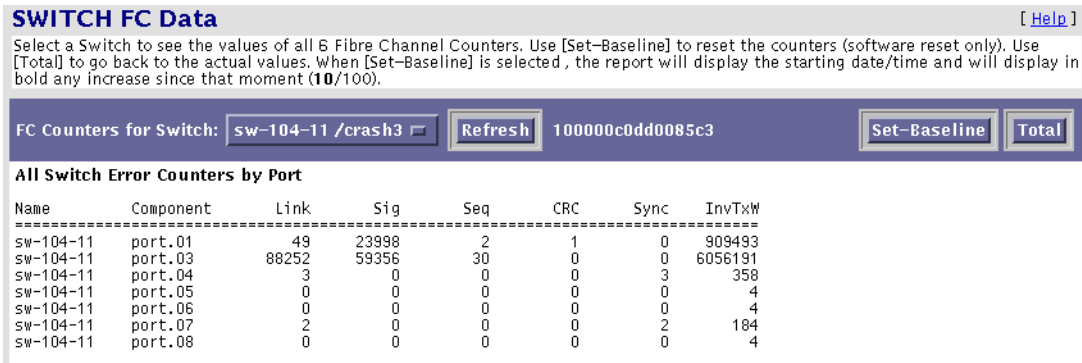 SWITCH FC Data [ Help ]
Select a Switch to see the values of all 6 Fibre Channel Counters. Use [Set-Baseline] to reset the counters (software reset only). Use
[Total] to go back to the actual values. When [Set-Baseline] is selected , the report will display the starting date/time and will display in
bold any increase since that moment (10/100).
FC Counters for Switch: sw-104-11 /crash3 Refresh 100000c0dd0085c3 Set-Baseline Total
All Switch Error Counters by Port
Name Component Link Sig Seq CRC Sync InvTxW
================================================================================
sw-104-11 port.01 49 23998 2 1 0 909493
sw-104-11 port.03 88252 59356 30 0 0 6056191
sw-104-11 port.04 3 0 0 0 3 358
sw-104-11 port.05 0 0 0 0 0 4
sw-104-11 port.06 0 0 0 0 0 4
sw-104-11 port.07 2 0 0 0 2 184
sw-104-11 port.08 0 0 0 0 0 4